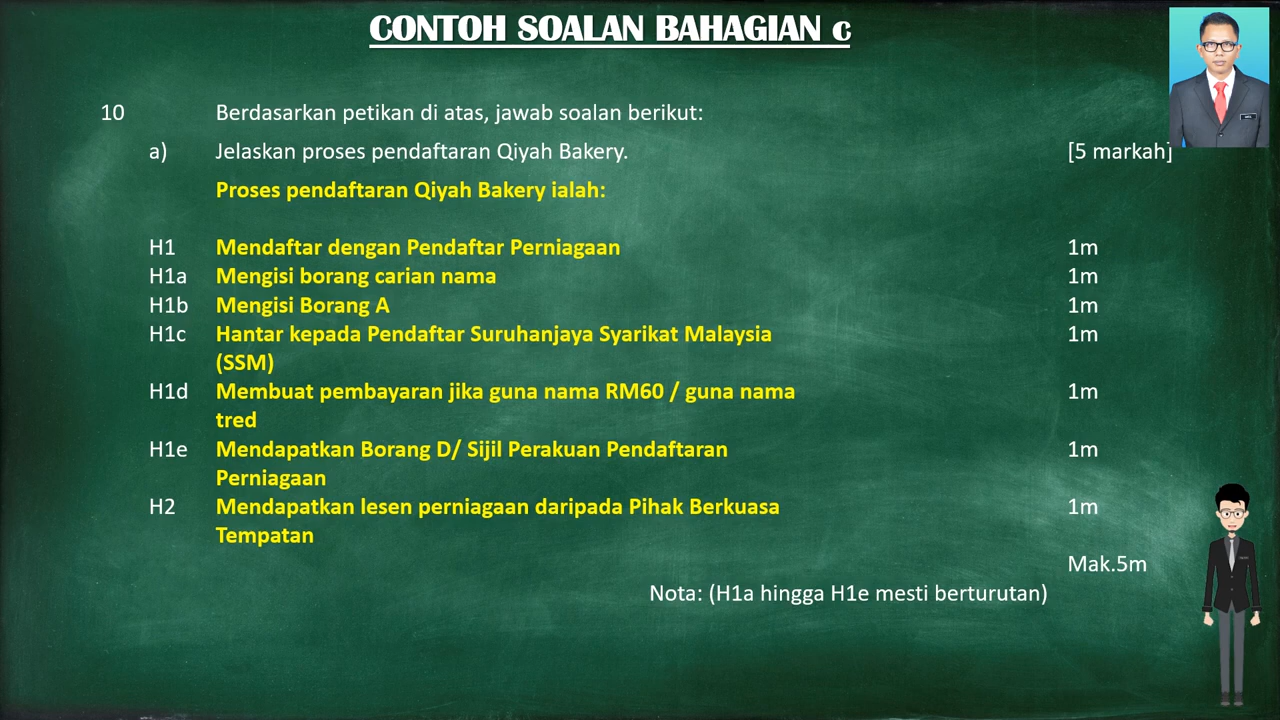 CONTOH SOALAN BAHAGIAN c
10 Berdasarkan petikan di atas, jawab soalan berikut:
a) Jelaskan proses pendaftaran Qiyah Bakery. [5 markah]
Proses pendaftaran Qiyah Bakery ialah:
H1 Mendaftar dengan Pendaftar Perniagaan 1m
H1a Mengisi borang carian nama 1m
H1b Mengisi Borang A 1m
H1c Hantar kepada Pendaftar Suruhanjaya Syarikat Malaysia 1m
(SSM)
H1d Membuat pembayaran jika guna nama RM60 / guna nama 1m
tred
H1e Mendapatkan Borang D/ Sijil Perakuan Pendaftaran 1m
Perniagaan
H2 Mendapatkan lesen perniagaan daripada Pihak Berkuasa 1m
Tempatan
Mak.5m
Nota: (H1a hingga H1e mesti berturutan)